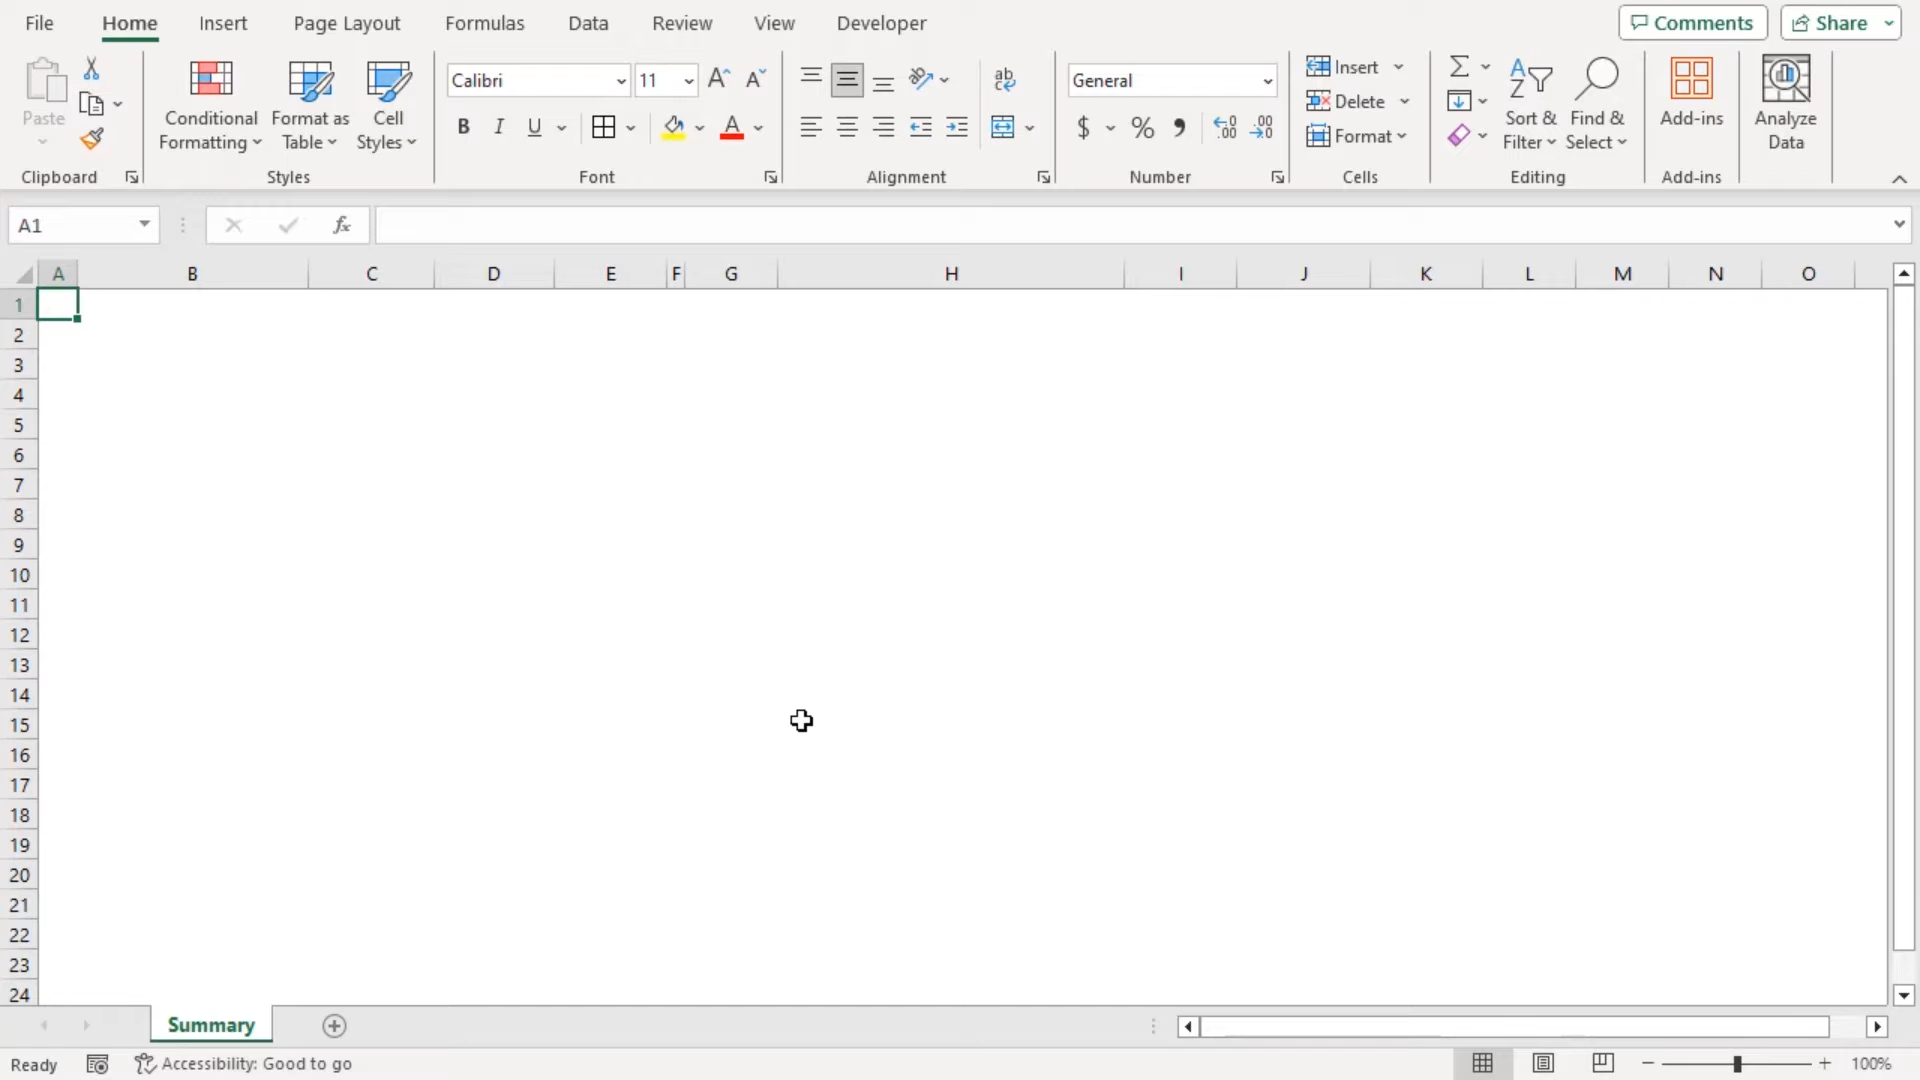 File Home Insert Page Layout Formulas Data Review View Developer Comments Share
Paste
Conditional Formatting
Format as Table
Cell Styles
Calibri 11
B I U A
ab
General
$ % , .00
Insert
Delete
Format
Sort & Filter
Find & Select
Add-ins
Analyze Data
Clipboard Styles Font Alignment Number Cells Editing Add-ins
A1 fx
A B C D E F G H I J K L M N O
1
2
3
4
5
6
7
8
9
10
11
12
13
14
15
16
17
18
19
20
21
22
23
24
Summary
Ready Accessibility: Good to go 100%